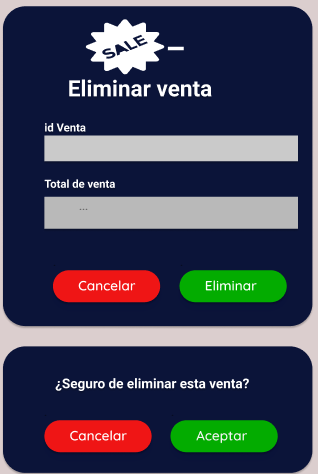 SALE
Eliminar venta
id Venta
Total de venta
...
Cancelar Eliminar
¿Seguro de eliminar esta venta?
Cancelar Aceptar